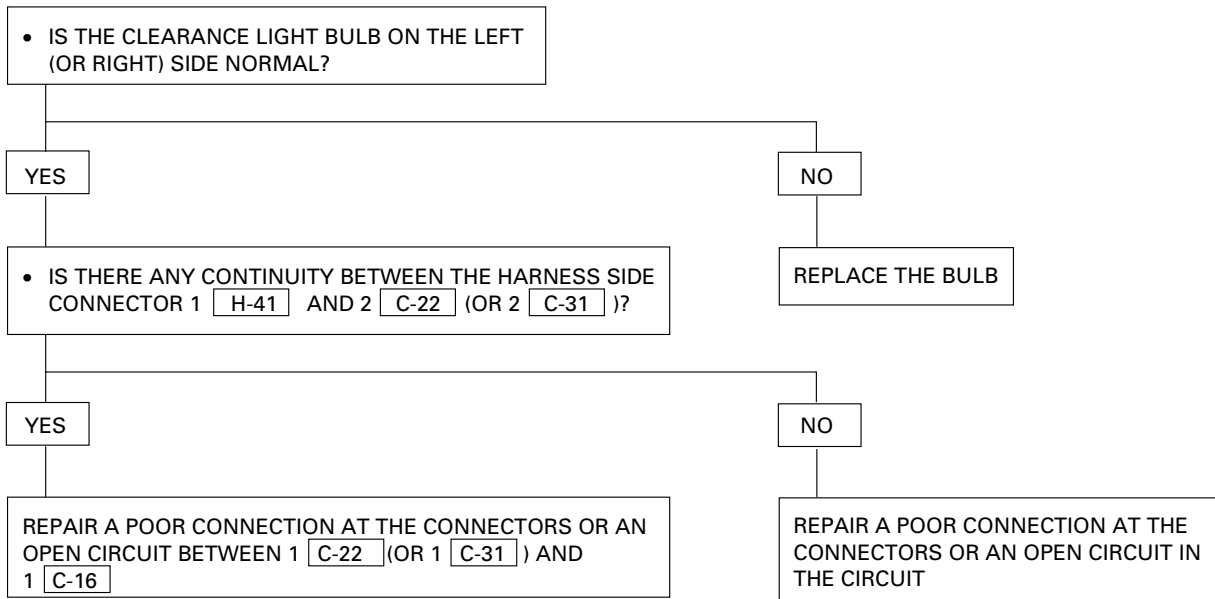 • IS THE CLEARANCE LIGHT BULB ON THE LEFT
(OR RIGHT) SIDE NORMAL?
YES
NO
• IS THERE ANY CONTINUITY BETWEEN THE HARNESS SIDE
CONNECTOR 1 H-41 AND 2 C-22 (OR 2 C-31 )?
REPLACE THE BULB
YES
NO
REPAIR A POOR CONNECTION AT THE CONNECTORS OR AN
OPEN CIRCUIT BETWEEN 1 C-22 (OR 1 C-31 ) AND
1 C-16
REPAIR A POOR CONNECTION AT THE
CONNECTORS OR AN OPEN CIRCUIT IN
THE CIRCUIT